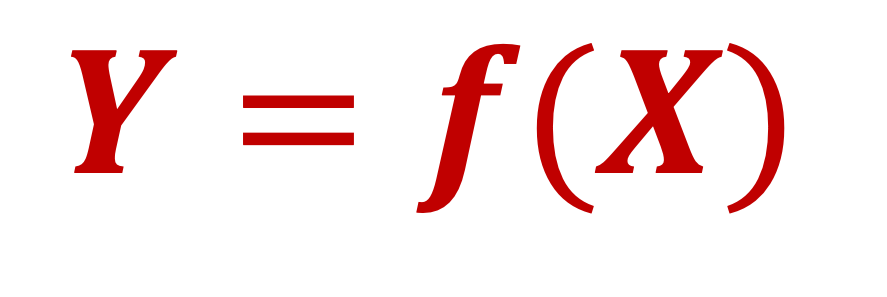 Y = f(X)